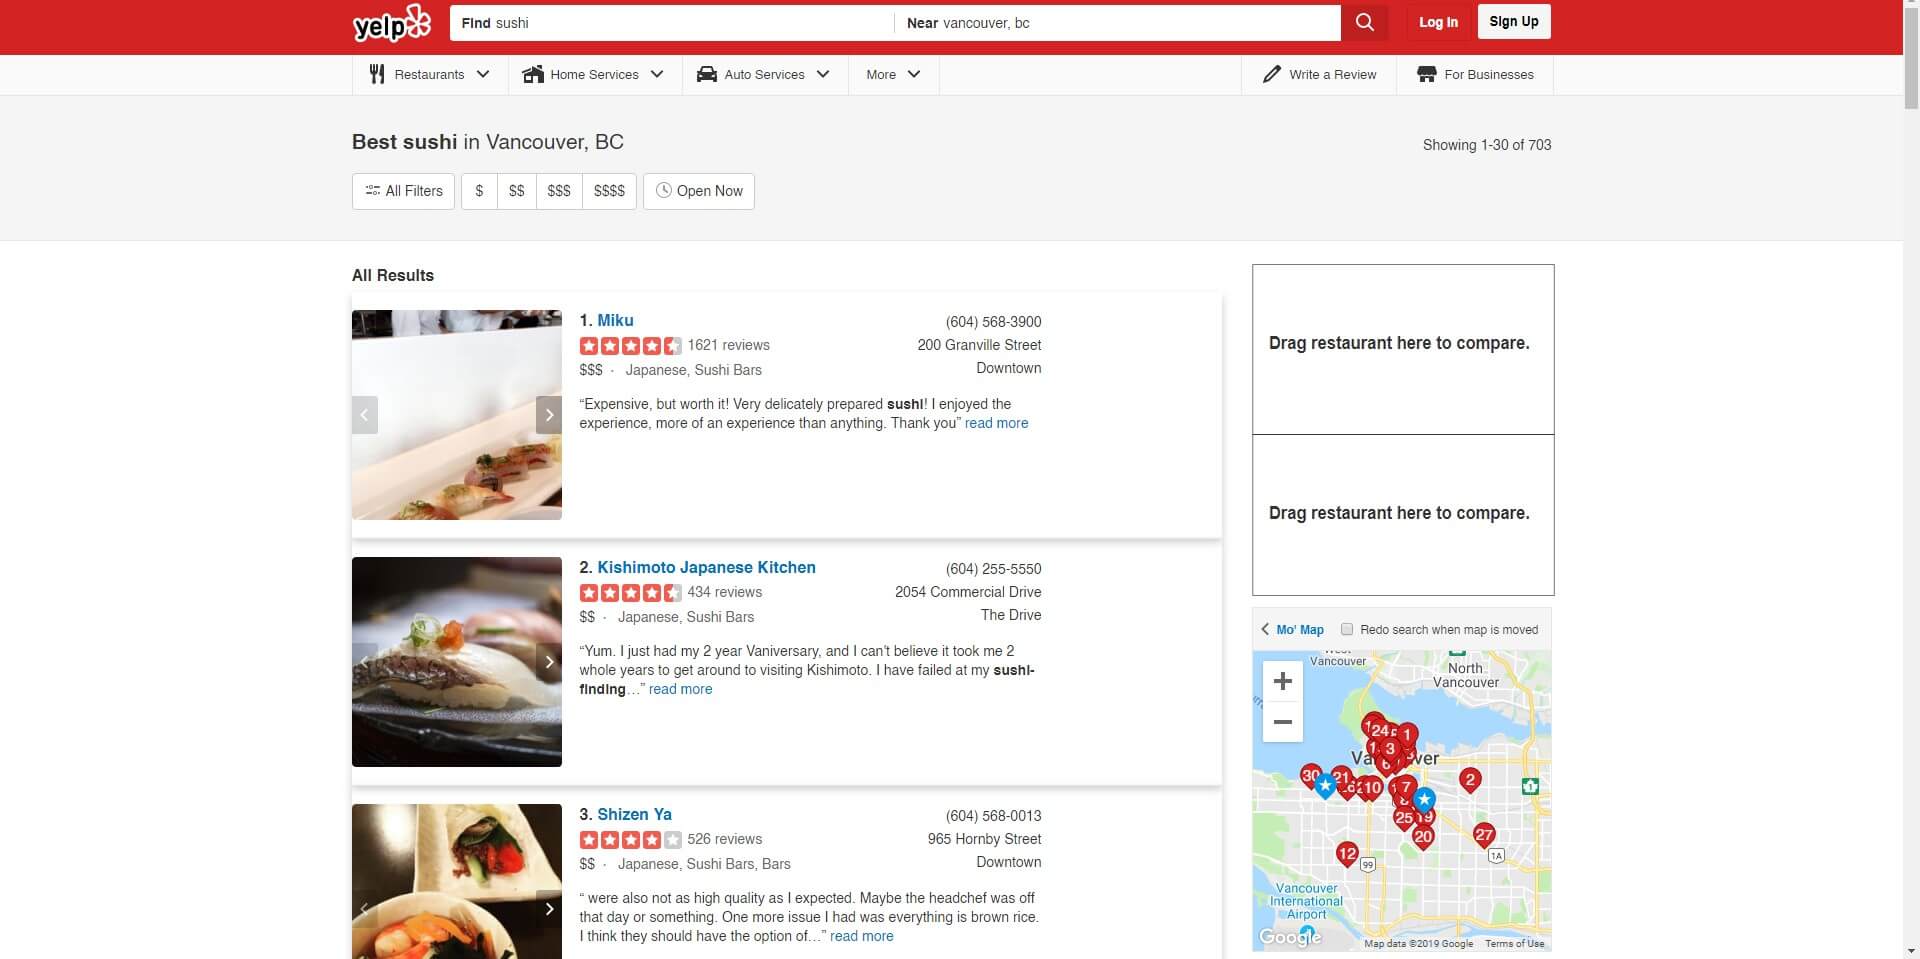 yelp
Find sushi
Near vancouver, bc
Log In
Sign Up
Restaurants
Home Services
Auto Services
More
Write a Review
For Businesses
Best sushi in Vancouver, BC
Showing 1-30 of 703
All Filters
$
$$
$$$
$$$$
Open Now
All Results
1. Miku
1621 reviews
$$$ · Japanese, Sushi Bars
(604) 568-3900
200 Granville Street
Downtown
“Expensive, but worth it! Very delicately prepared sushi! I enjoyed the
experience, more of an experience than anything. Thank you” read more
2. Kishimoto Japanese Kitchen
434 reviews
$$ · Japanese, Sushi Bars
(604) 255-5550
2054 Commercial Drive
The Drive
“Yum. I just had my 2 year Vaniversary, and I can’t believe it took me 2
whole years to get around to visiting Kishimoto. I have failed at my sushi-
finding…” read more
3. Shizen Ya
526 reviews
$$ · Japanese, Sushi Bars, Bars
(604) 568-0013
965 Hornby Street
Downtown
“ were also not as high quality as I expected. Maybe the headchef was off
that day or something. One more issue I had was everything is brown rice.
I think they should have the option of…” read more
Drag restaurant here to compare.
Drag restaurant here to compare.
Mo' Map
Redo search when map is moved
West
Vancouver
North
Vancouver
24
1
3
30
21
10
7
2
8
25
19
20
27
12
99
1A
Vancouver
International
Airport
Google
Map data ©2019 Google
Terms of Use